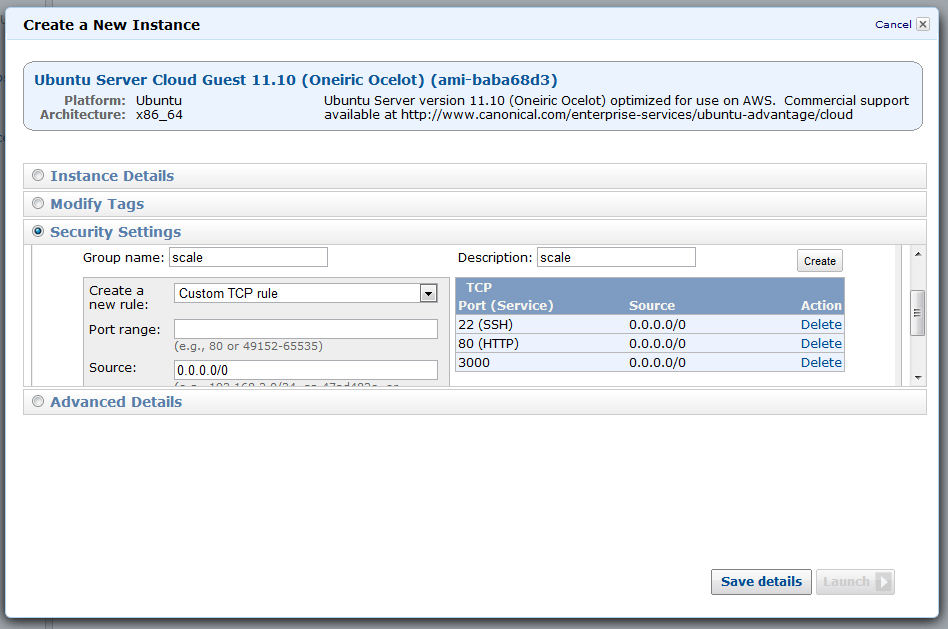 Create a New Instance
Cancel
Ubuntu Server Cloud Guest 11.10 (Oneiric Ocelot) (ami-baba68d3)
Platform: Ubuntu
Architecture: x86_64
Ubuntu Server version 11.10 (Oneiric Ocelot) optimized for use on AWS. Commercial support
available at http://www.canonical.com/enterprise-services/ubuntu-advantage/cloud
Instance Details
Modify Tags
Security Settings
Group name: scale
Description: scale
Create
Create a
new rule:
Custom TCP rule
Port range:
(e.g., 80 or 49152-65535)
Source: 0.0.0.0/0
TCP
Port (Service) Source Action
22 (SSH) 0.0.0.0/0 Delete
80 (HTTP) 0.0.0.0/0 Delete
3000 0.0.0.0/0 Delete
Advanced Details
Save details
Launch